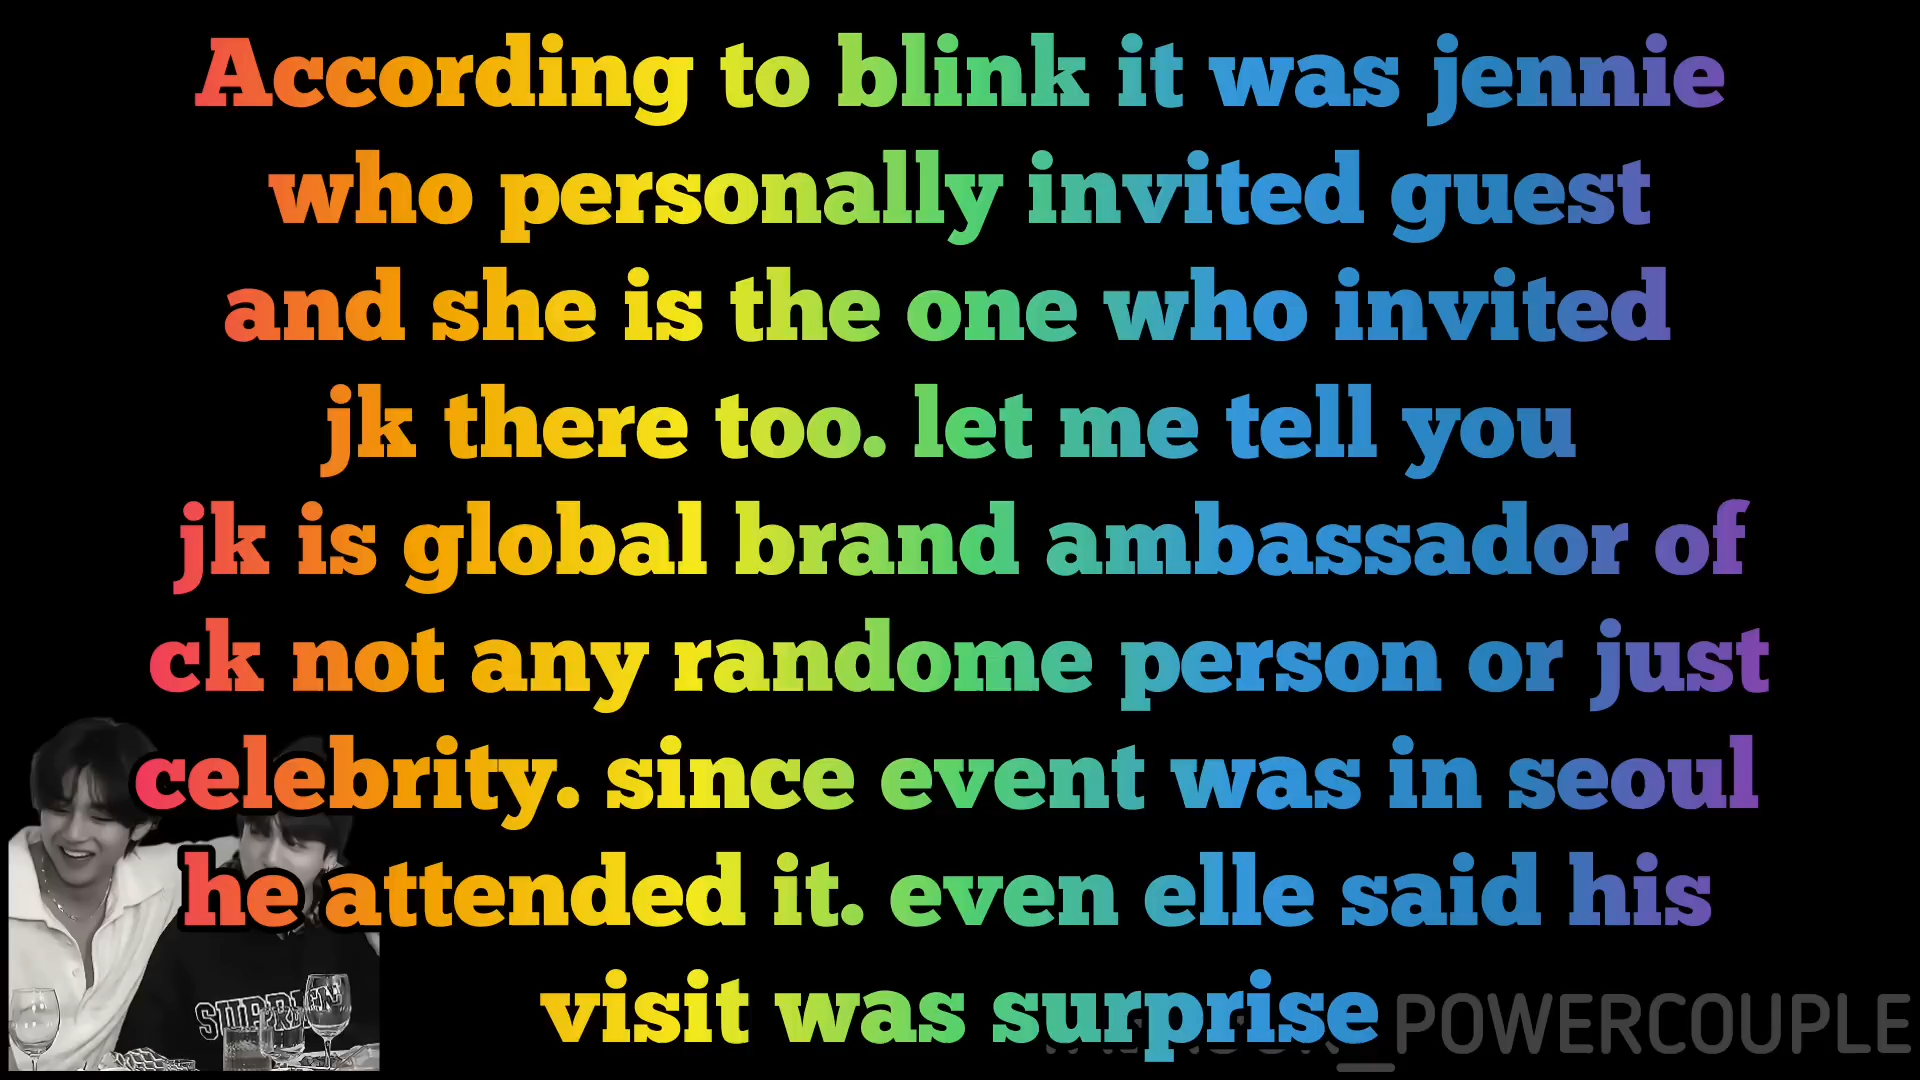 According to blink it was jennie
who personally invited guest
and she is the one who invited
jk there too. let me tell you
jk is global brand ambassador of
ck not any randome person or just
celebrity. since event was in seoul
he attended it. even elle said his
visit was surprise
_POWERCOUPLE